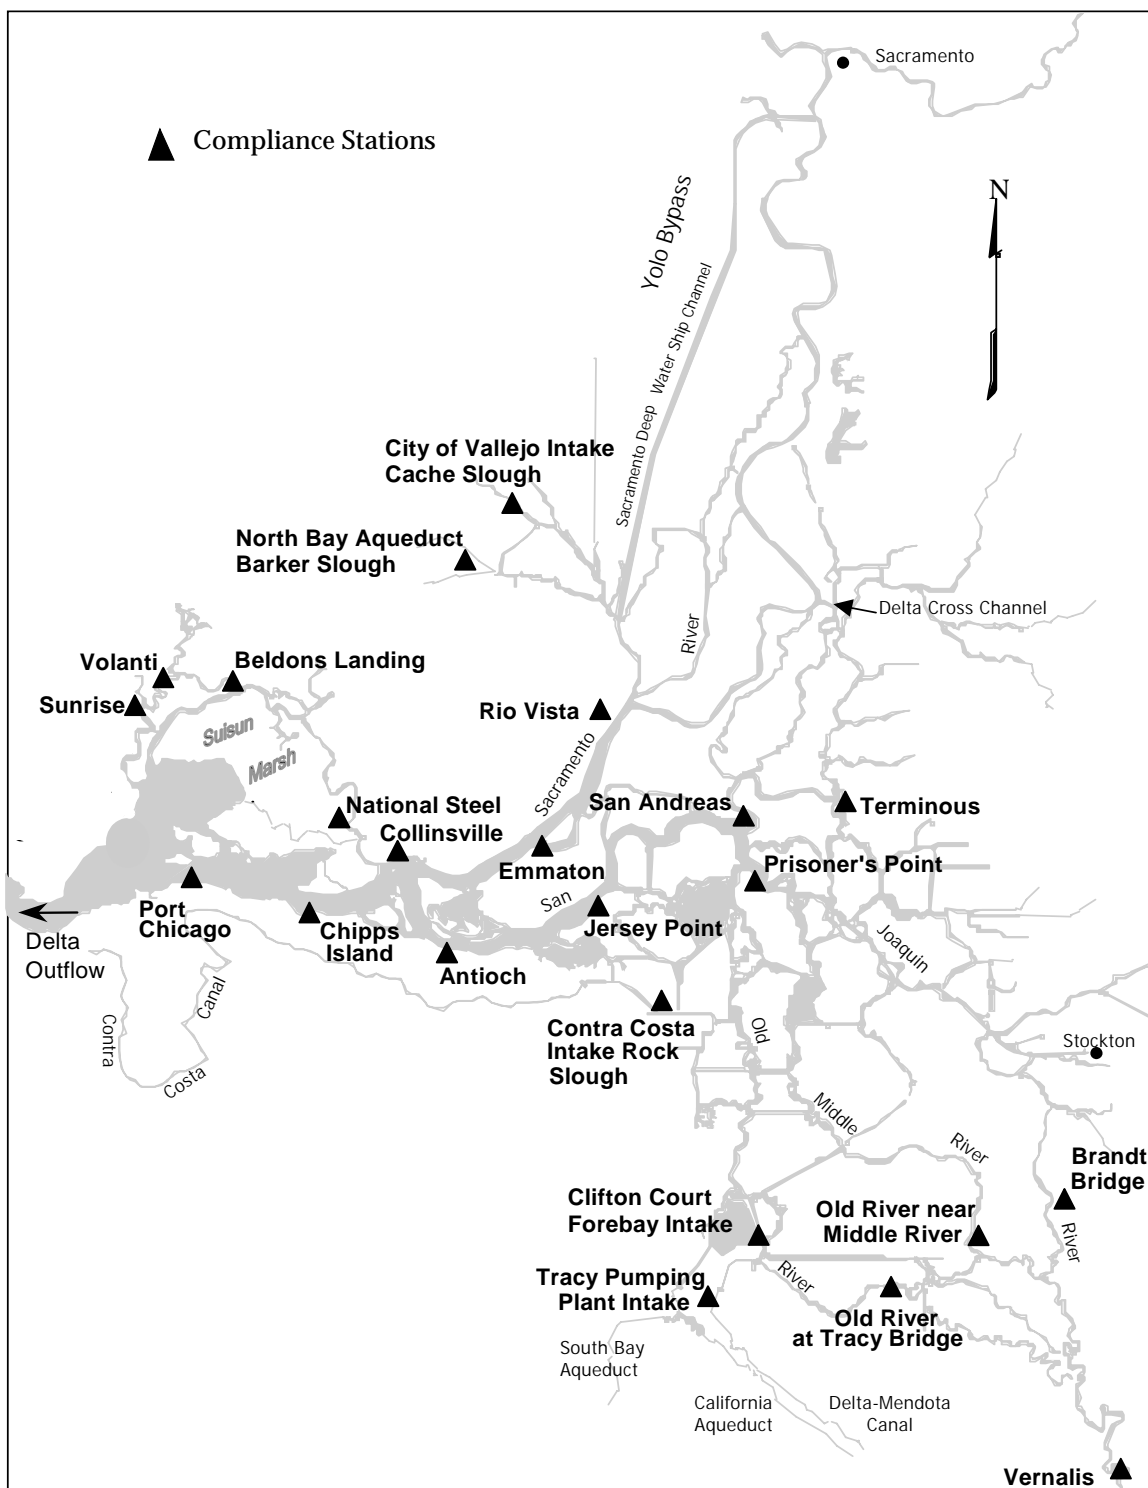 Sacramento
Compliance Stations
N
Yolo Bypass
Sacramento Deep Water Ship Channel
City of Vallejo Intake
Cache Slough
North Bay Aqueduct
Barker Slough
Delta Cross Channel
River
Volanti
Beldons Landing
Sunrise
Rio Vista
Suisun
Marsh
Sacramento
National Steel
San Andreas
Terminous
Collinsville
Emmaton
Prisoner's Point
San
Port
Chicago
Chipps
Island
Jersey Point
Joaquin
Delta
Outflow
Antioch
Canal
Contra
Costa
Contra Costa
Intake Rock
Slough
Old
Stockton
Middle
River
Brandt
Bridge
Clifton Court
Forebay Intake
Old River near
Middle River
River
Tracy Pumping
Plant Intake
River
Old River
at Tracy Bridge
South Bay
Aqueduct
California
Aqueduct
Delta-Mendota
Canal
Vernalis